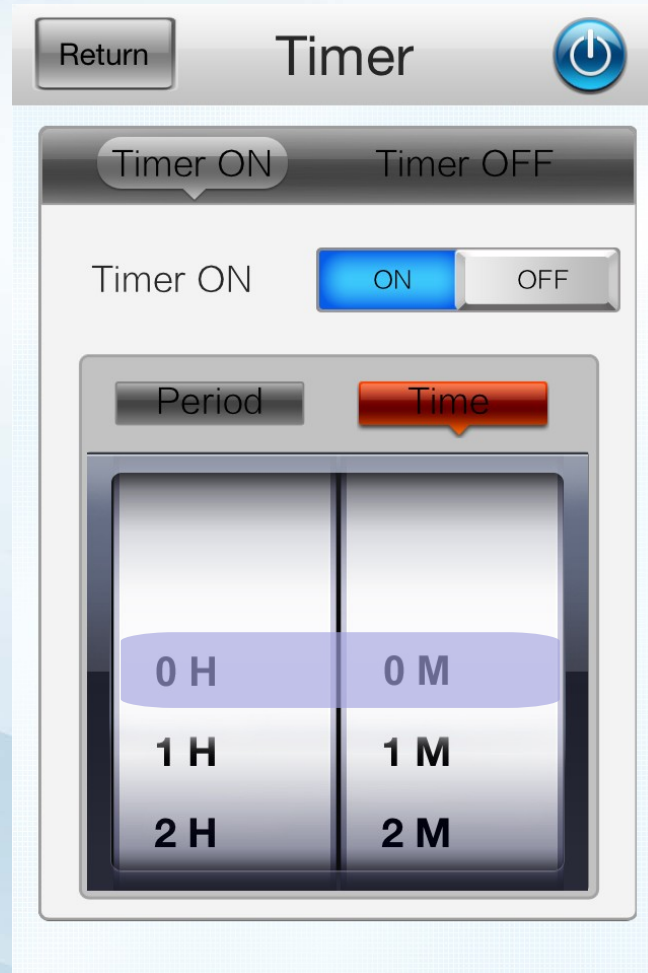 Return Timer
Timer ON Timer OFF
Timer ON ON OFF
Period Time
0 H 0 M
1 H 1 M
2 H 2 M